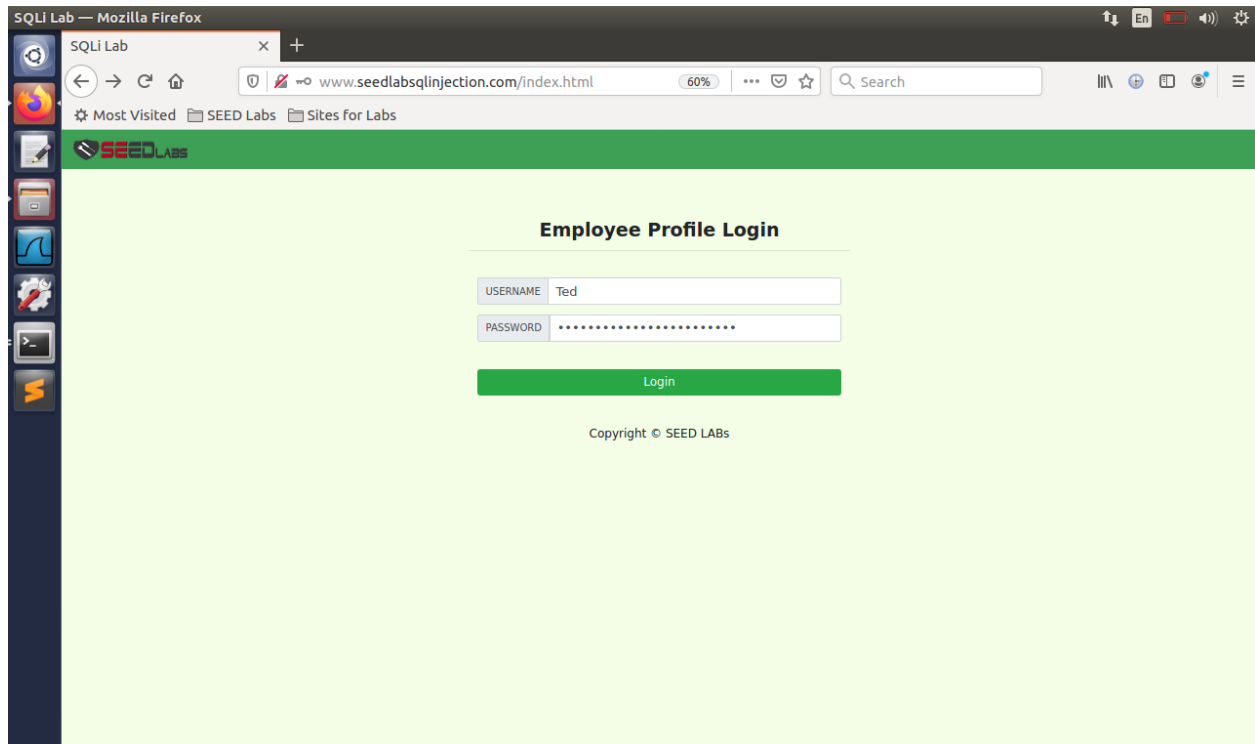 SQLi Lab — Mozilla Firefox
En
SQLi Lab
www.seedlabsqlinjection.com/index.html
60%
Search
Most Visited SEED Labs Sites for Labs
SEEDLABS
Employee Profile Login
USERNAME Ted
PASSWORD ••••••••••••••••••••••••
Login
Copyright © SEED LABs